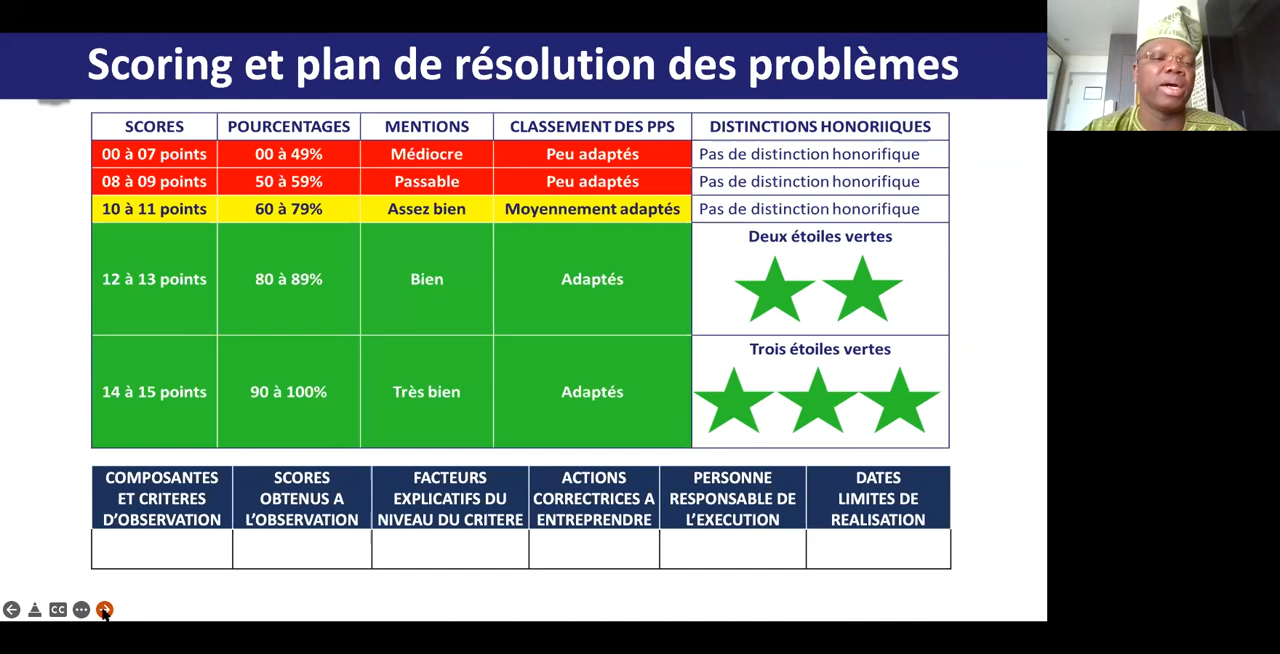 Scoring et plan de résolution des problèmes
SCORES POURCENTAGES MENTIONS CLASSEMENT DES PPS DISTINCTIONS HONORIIQUES
00 à 07 points 00 à 49% Médiocre Peu adaptés Pas de distinction honorifique
08 à 09 points 50 à 59% Passable Peu adaptés Pas de distinction honorifique
10 à 11 points 60 à 79% Assez bien Moyennement adaptés Pas de distinction honorifique
Deux étoiles vertes
12 à 13 points 80 à 89% Bien Adaptés
Trois étoiles vertes
14 à 15 points 90 à 100% Très bien Adaptés
COMPOSANTES
ET CRITERES
D'OBSERVATION
SCORES
OBTENUS A
L'OBSERVATION
FACTEURS
EXPLICATIFS DU
NIVEAU DU CRITERE
ACTIONS
CORRECTRICES A
ENTREPRENDRE
PERSONNE
RESPONSABLE DE
L'EXECUTION
DATES
LIMITES DE
REALISATION
CC